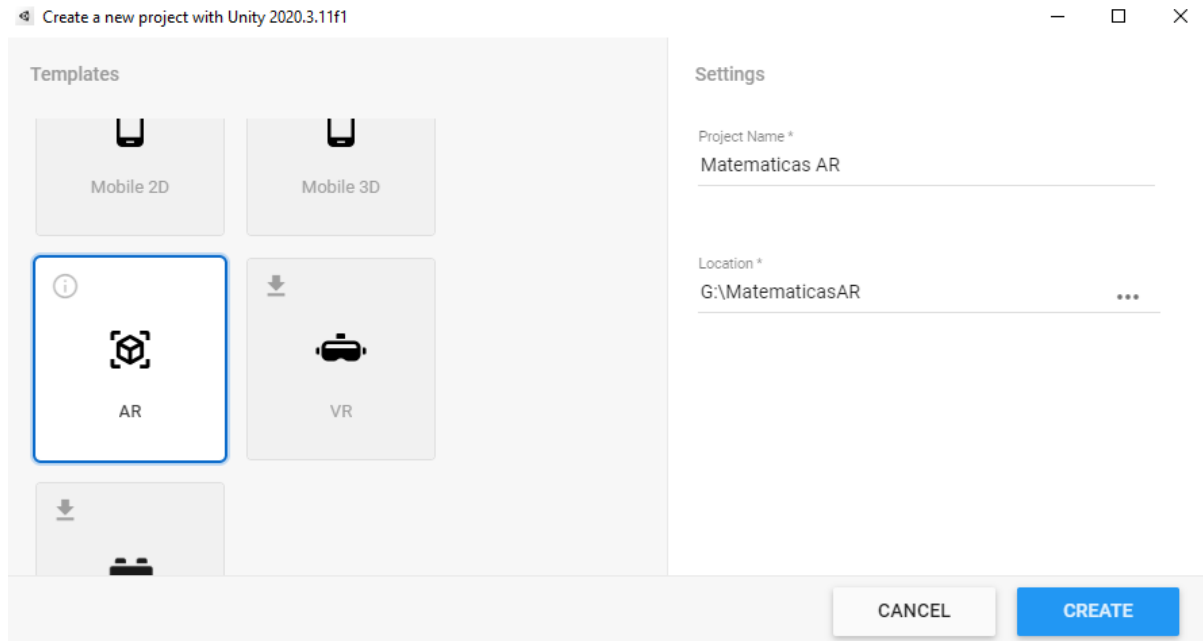 Create a new project with Unity 2020.3.11f1
Templates
Mobile 2D
Mobile 3D
AR
VR
Settings
Project Name *
Matematicas AR
Location *
G:\MatematicasAR
CANCEL
CREATE